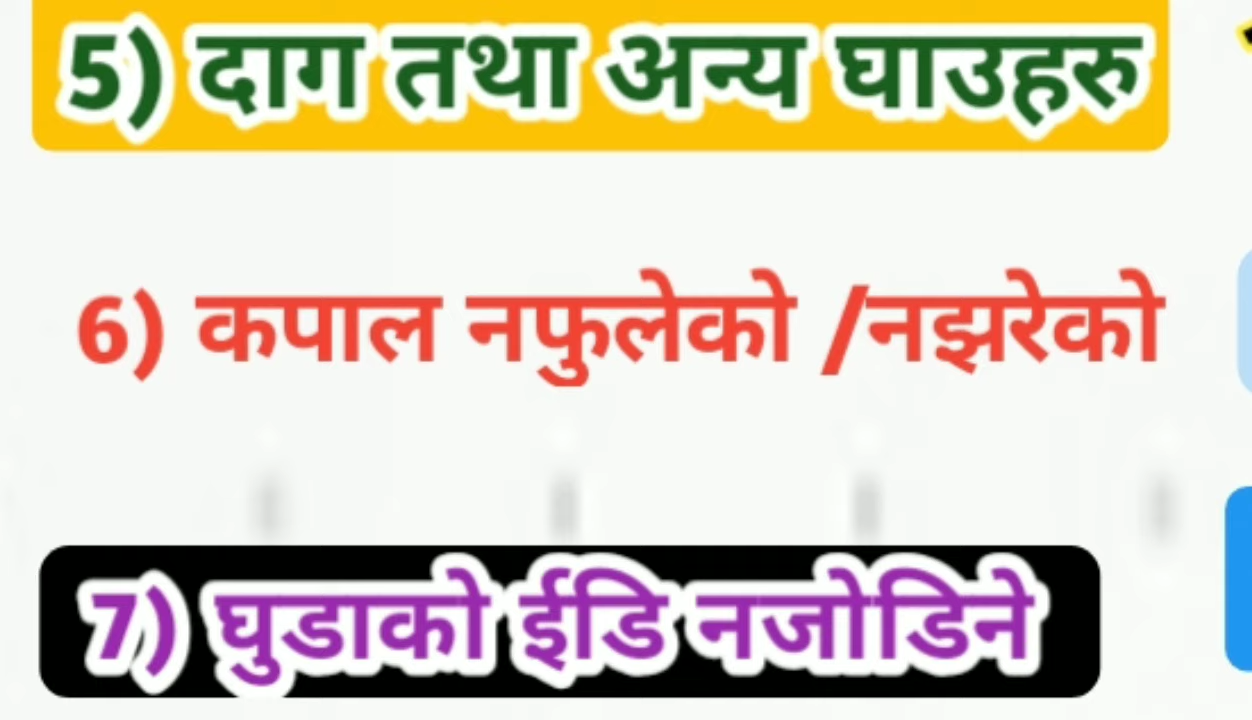 5) दाग तथा अन्य घाउहरु
6) कपाल नफुलेको /नझरेको
7) घुडाको ईडि नजोडिने